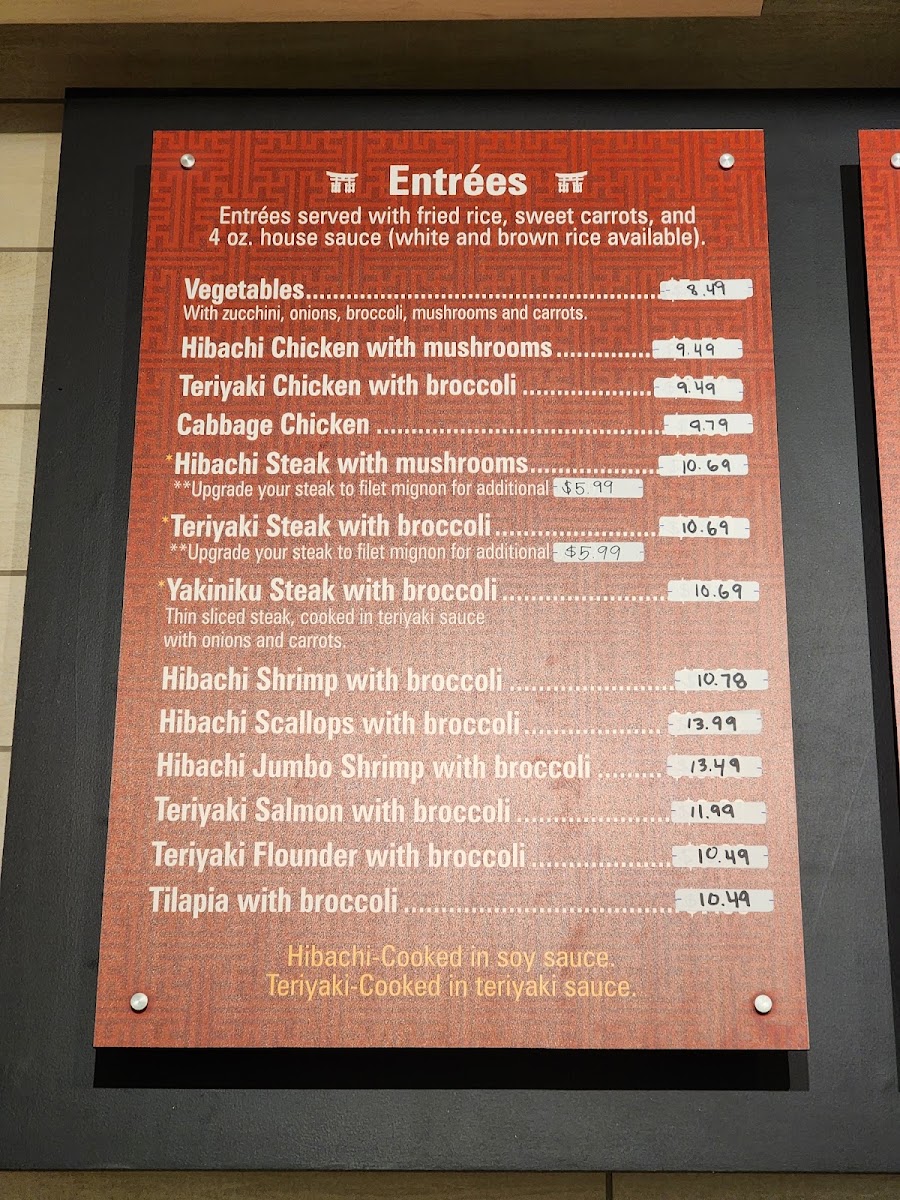 Entrées
Entrées served with fried rice, sweet carrots, and
4 oz. house sauce (white and brown rice available).
Vegetables........................................................ 8.49
With zucchini, onions, broccoli, mushrooms and carrots.
Hibachi Chicken with mushrooms............... 9.49
Teriyaki Chicken with broccoli .................... 9.49
Cabbage Chicken ............................................ 9.79
*Hibachi Steak with mushrooms.................... 10.69
**Upgrade your steak to filet mignon for additional $5.99
*Teriyaki Steak with broccoli......................... 10.69
**Upgrade your steak to filet mignon for additional $5.99
*Yakiniku Steak with broccoli ......................... 10.69
Thin sliced steak, cooked in teriyaki sauce
with onions and carrots.
Hibachi Shrimp with broccoli ......................... 10.78
Hibachi Scallops with broccoli...................... 13.99
Hibachi Jumbo Shrimp with broccoli .......... 13.49
Teriyaki Salmon with broccoli ....................... 11.99
Teriyaki Flounder with broccoli ..................... 10.49
Tilapia with broccoli ........................................ 10.49
Hibachi-Cooked in soy sauce.
Teriyaki-Cooked in teriyaki sauce.